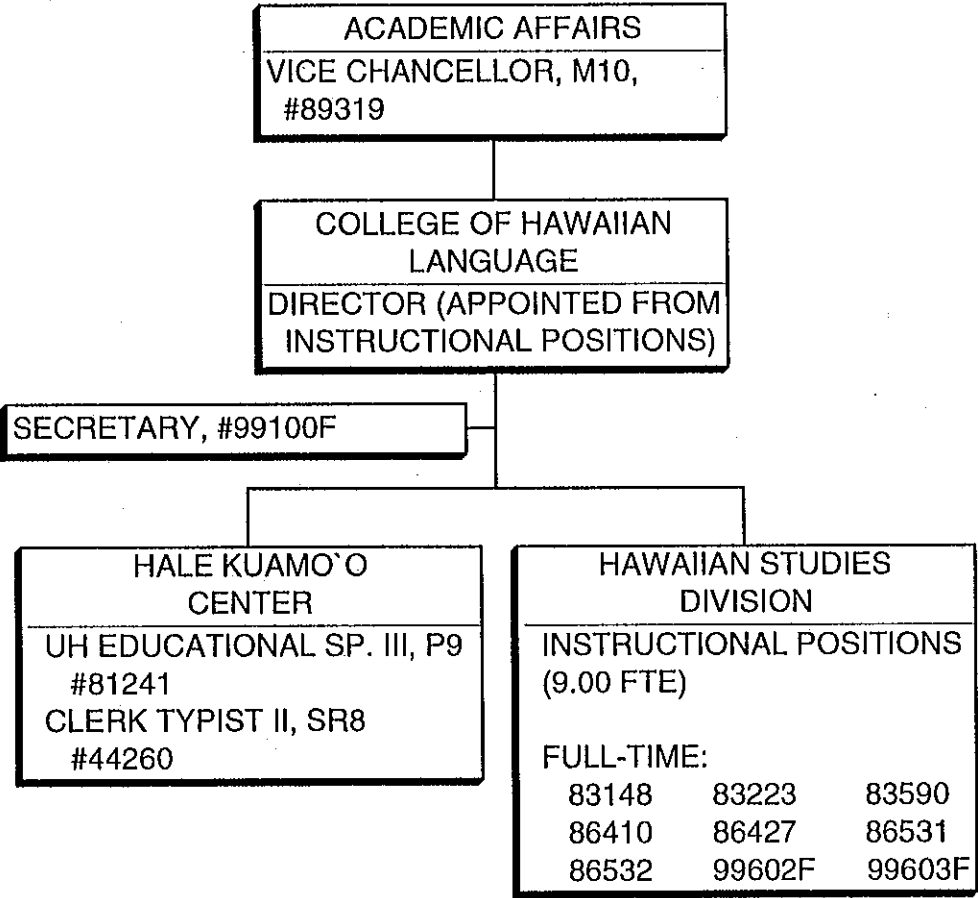 ACADEMIC AFFAIRS
VICE CHANCELLOR, M10,
#89319
COLLEGE OF HAWAIIAN
LANGUAGE
DIRECTOR (APPOINTED FROM
INSTRUCTIONAL POSITIONS)
SECRETARY, #99100F
HALE KUAMO`O
CENTER
UH EDUCATIONAL SP. III, P9
#81241
CLERK TYPIST II, SR8
#44260
HAWAIIAN STUDIES
DIVISION
INSTRUCTIONAL POSITIONS
(9.00 FTE)
FULL-TIME:
83148 83223 83590
86410 86427 86531
86532 99602F 99603F